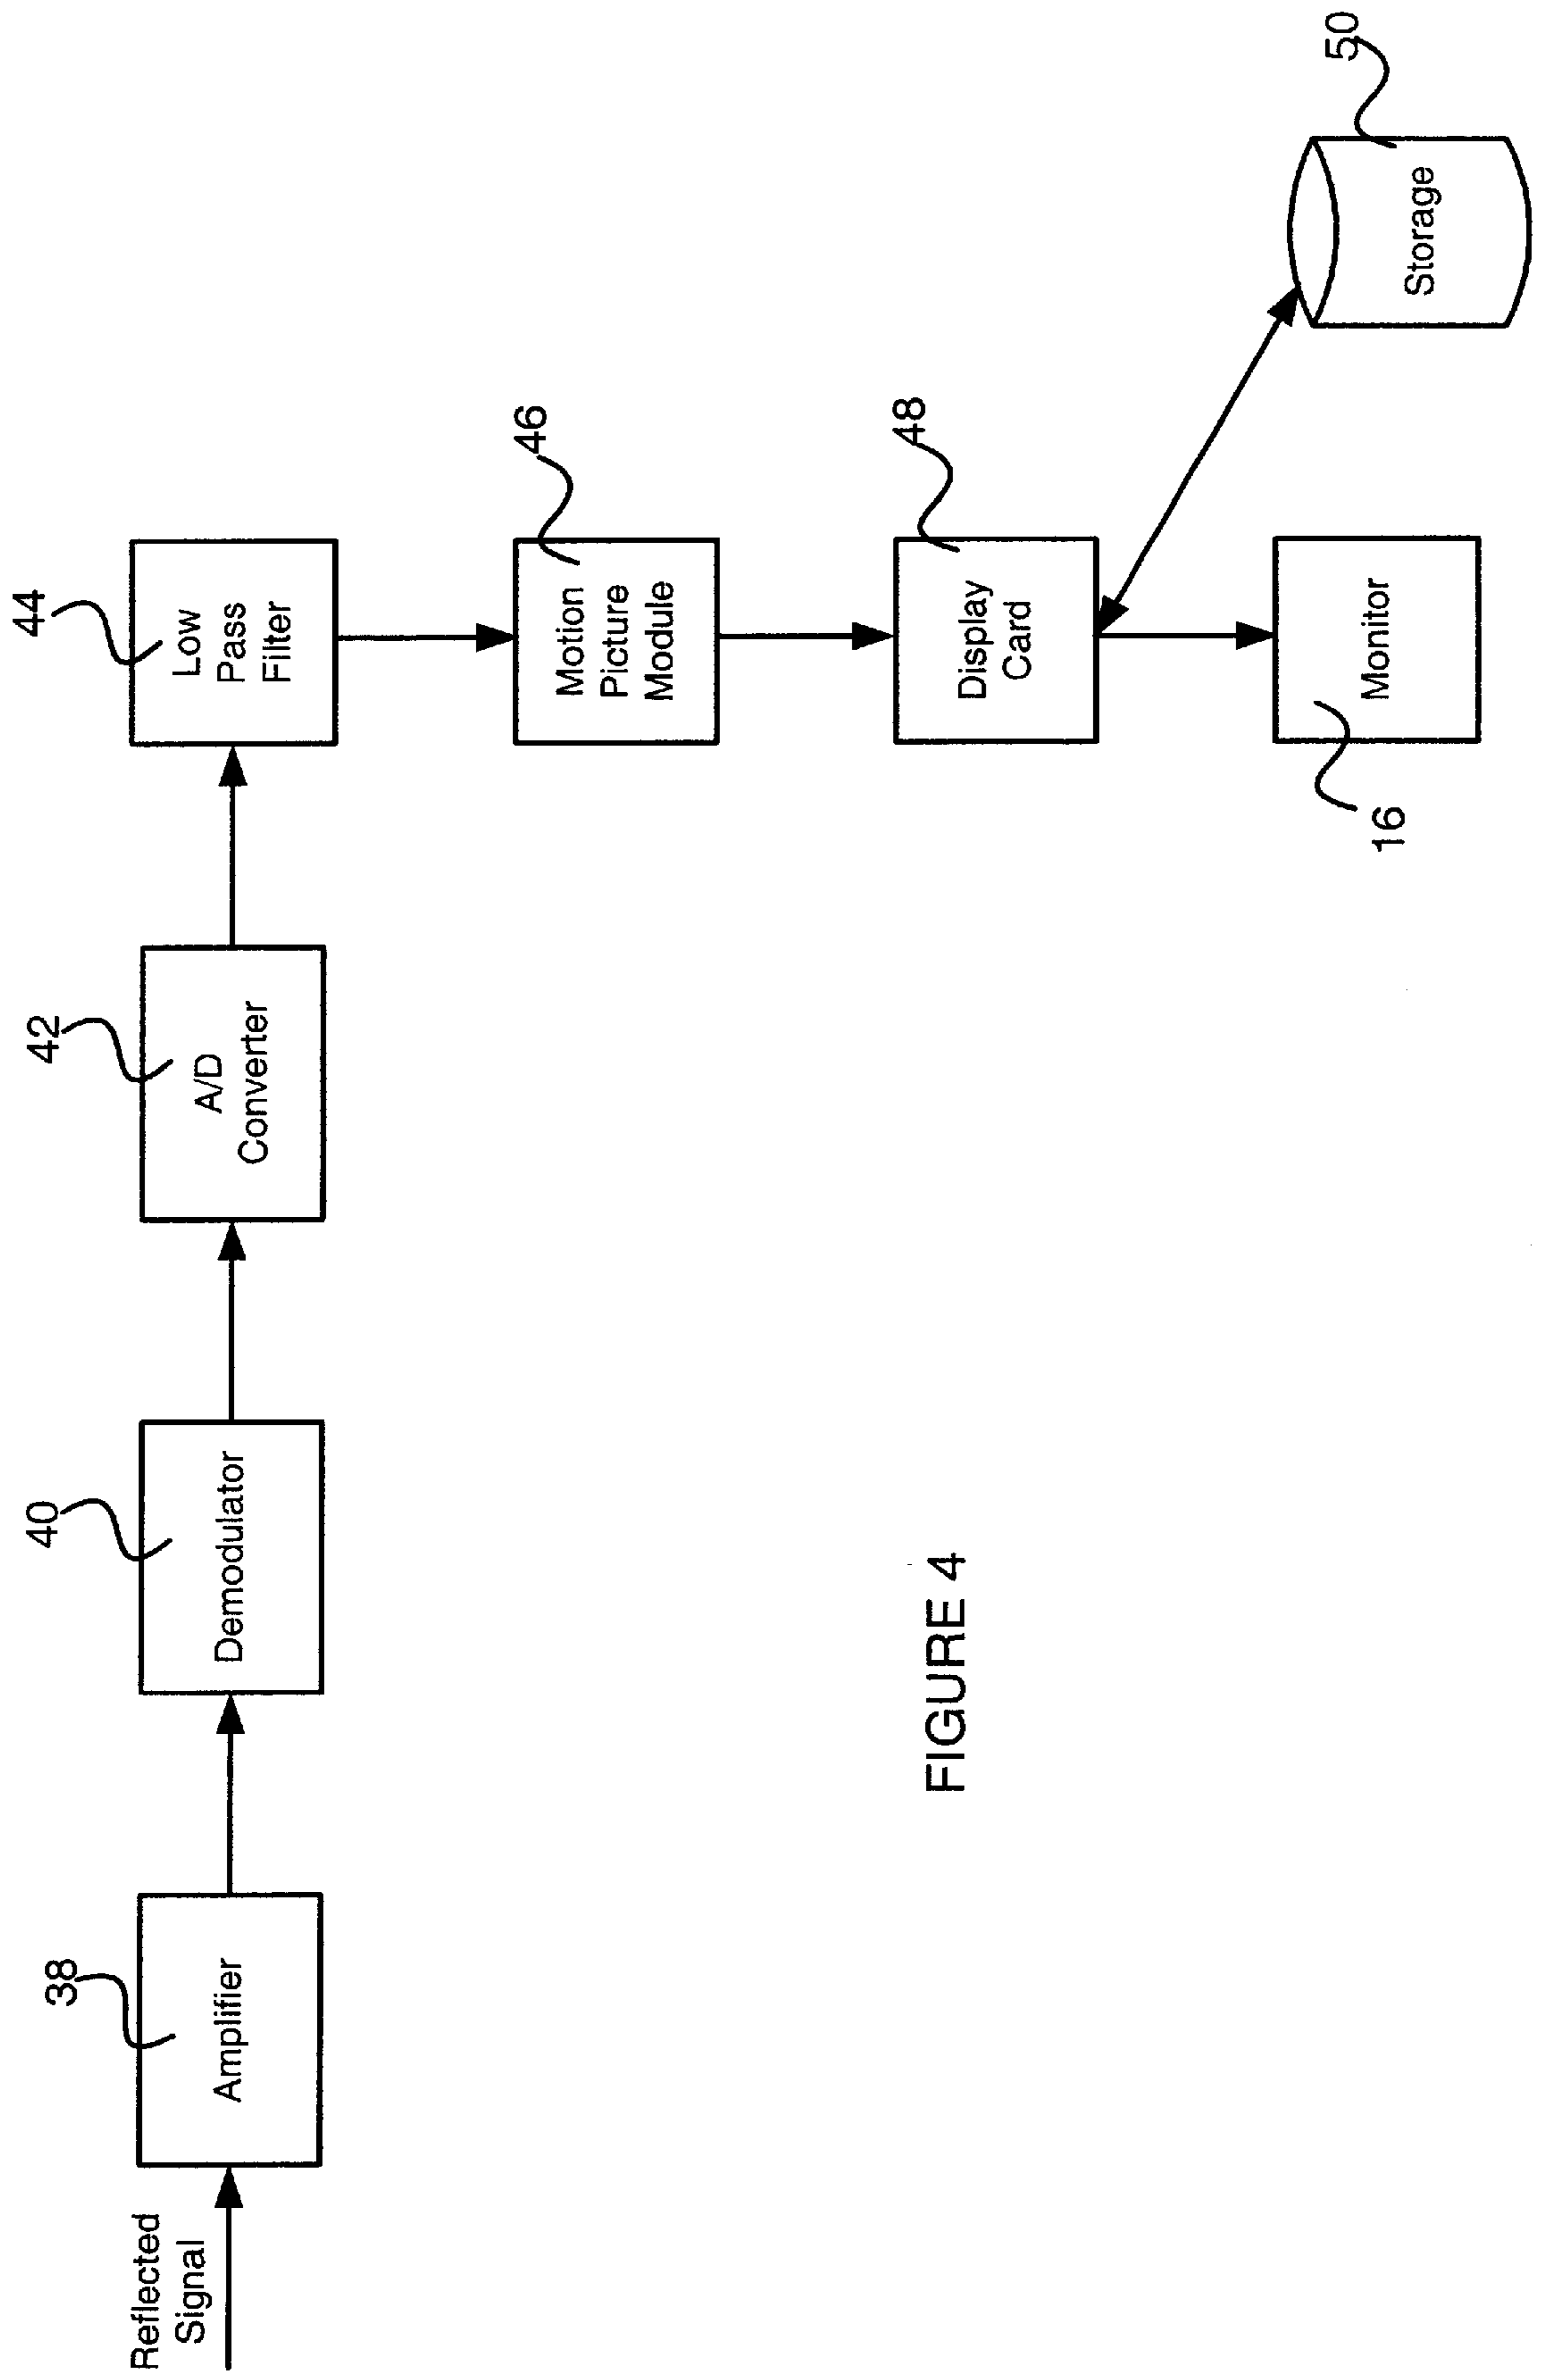 Reflected
Signal
38
Amplifier
40
Demodulator
42
A/D
Converter
44
Low
Pass
Filter
46
Motion
Picture
Module
48
Display
Card
16
Monitor
50
Storage
FIGURE 4